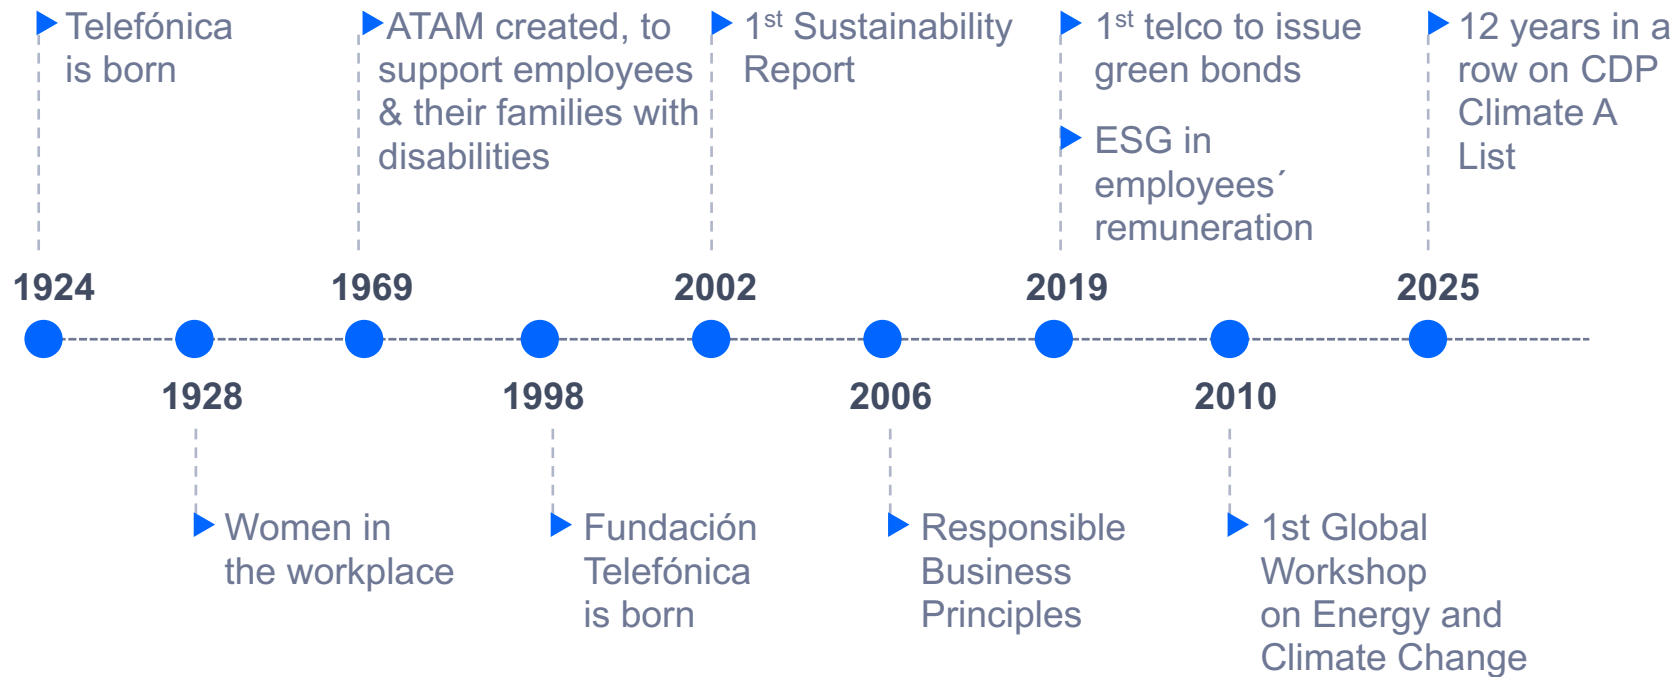 Telefónica
is born
ATAM created, to
support employees
& their families with
disabilities
1st Sustainability
Report
1st telco to issue
green bonds
ESG in
employees´
remuneration
12 years in a
row on CDP
Climate A
List
1924
1969
2002
2019
2025
1928
1998
2006
2010
Women in
the workplace
Fundación
Telefónica
is born
Responsible
Business
Principles
1st Global
Workshop
on Energy and
Climate Change